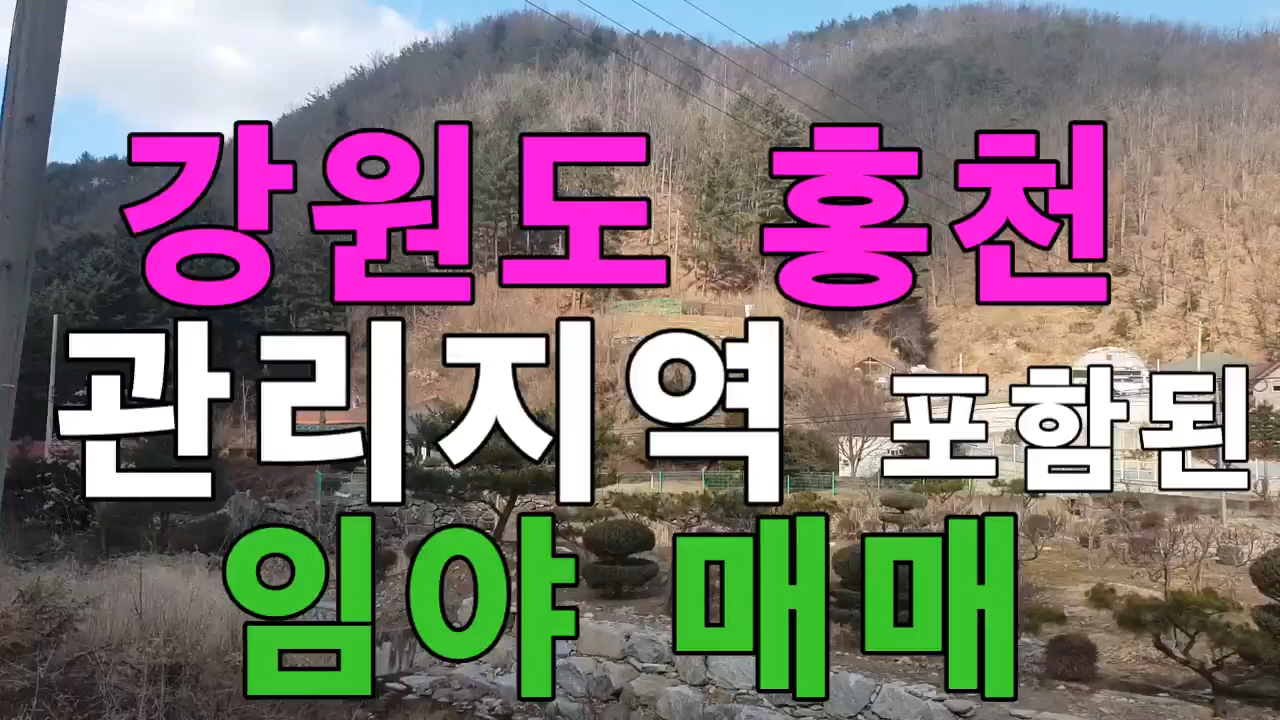 강원도 홍천
관리지역 포함된
임야 매매